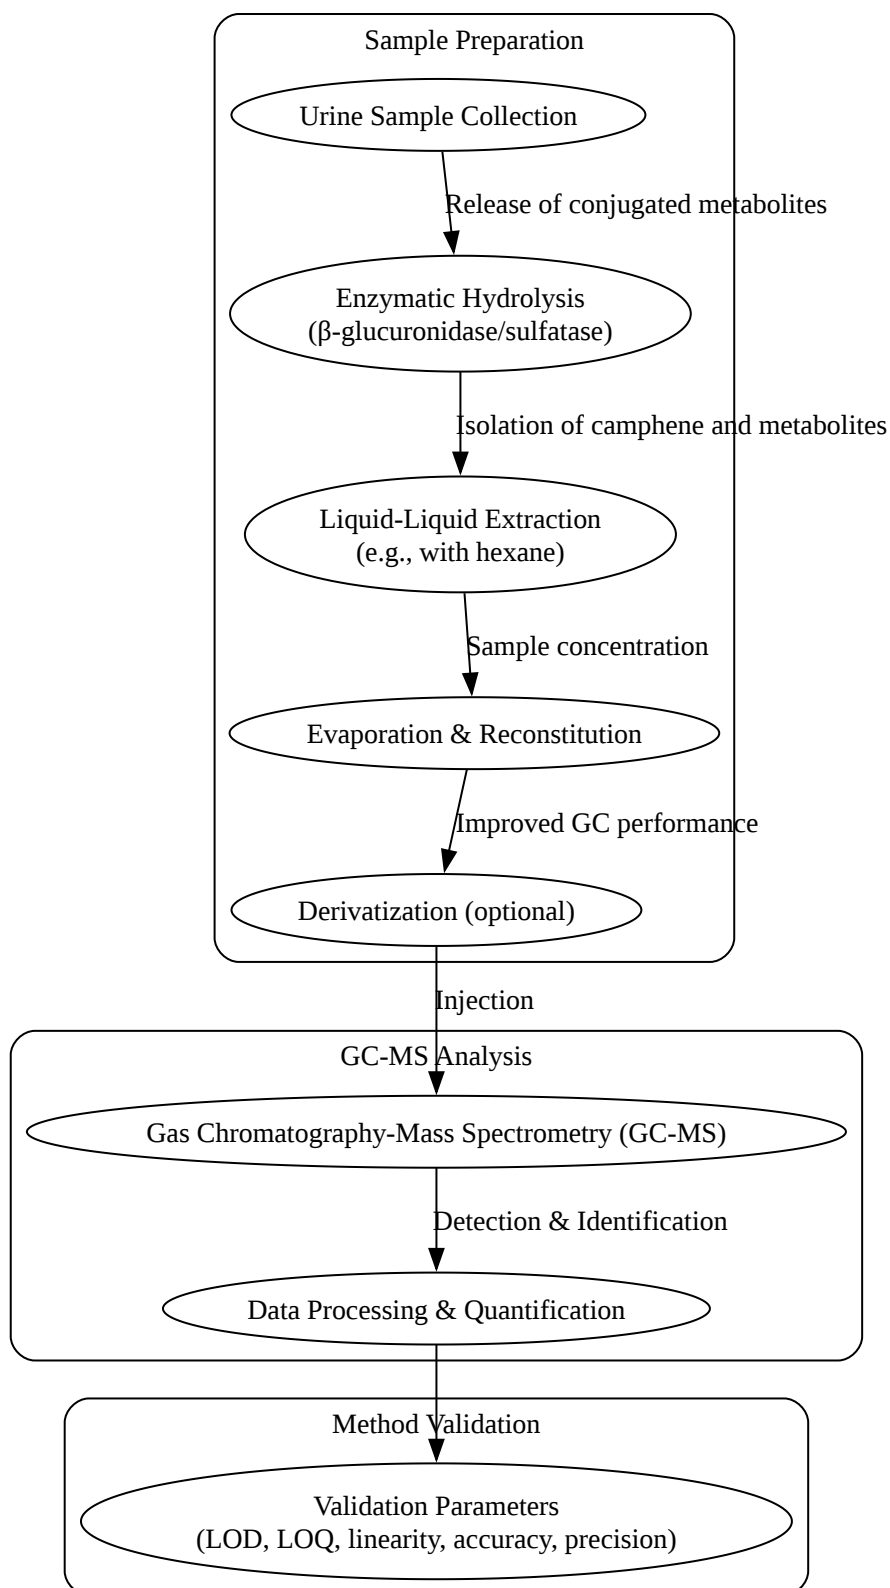 Sample Preparation
Urine Sample Collection
Release of conjugated metabolites
Enzymatic Hydrolysis
(β-glucuronidase/sulfatase)
Isolation of camphene and metabolites
Liquid-Liquid Extraction
(e.g., with hexane)
Sample concentration
Evaporation & Reconstitution
Improved GC performance
Derivatization (optional)
Injection
GC-MS Analysis
Gas Chromatography-Mass Spectrometry (GC-MS)
Detection & Identification
Data Processing & Quantification
Method Validation
Validation Parameters
(LOD, LOQ, linearity, accuracy, precision)